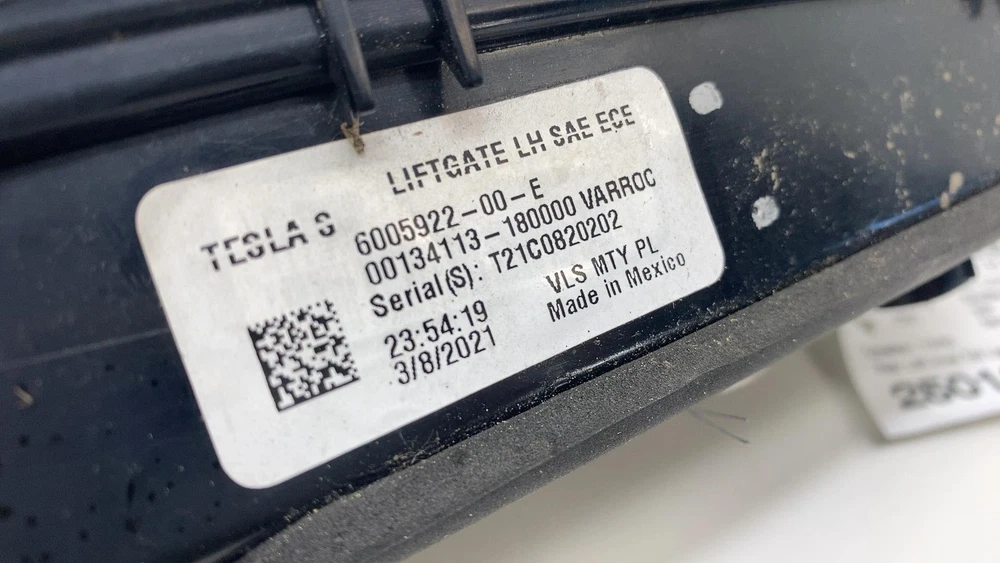 LIFTGATE LH SAE ECE
TESLA S
6005922-00-E
00134113-180000 VARROC
Serial(S): T21C0820202
23:54:19
3/8/2021
VLS MTY PL
Made in Mexico